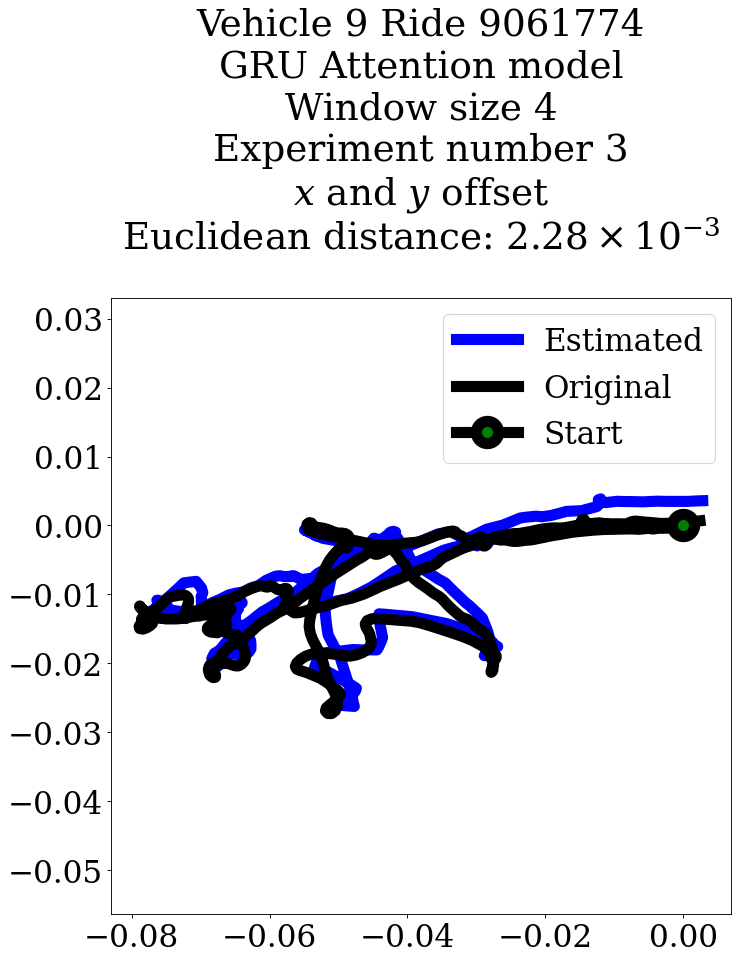 Vehicle 9 Ride 9061774
GRU Attention model
Window size 4
Experiment number 3
x and y offset
Euclidean distance: 2.28 × 10⁻³
Estimated
Original
Start
0.03
0.02
0.01
0.00
−0.01
−0.02
−0.03
−0.04
−0.05
−0.08 −0.06 −0.04 −0.02 0.00